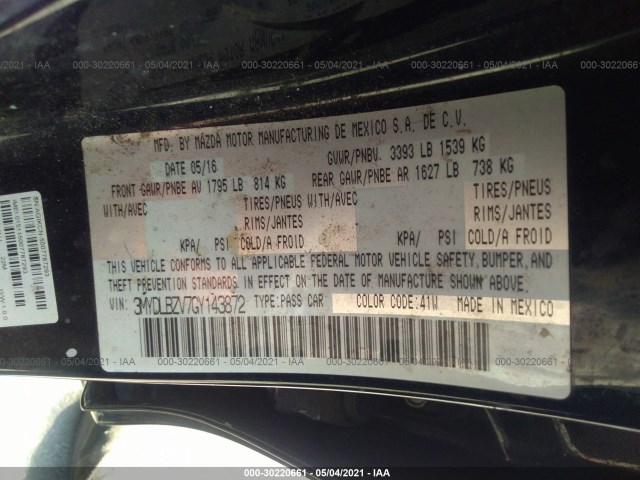 000-30220661 - 05/04/2021 - IAA
MFD. BY MAZDA MOTOR MANUFACTURING DE MEXICO S.A. DE C.V.
DATE 05/16
GVWR/PNBV. 3393 LB 1539 KG
FRONT GAWR/PNBE AV 1795 LB 814 KG
REAR GAWR/PNBE AR 1627 LB 738 KG
WITH/AVEC
TIRES/PNEUS
RIMS/JANTES
KPA/ PSI COLD/A FROID
WITH/AVEC
TIRES/PNEUS
RIMS/JANTES
KPA/ PSI COLD/A FROID
THIS VEHICLE CONFORMS TO ALL APPLICABLE FEDERAL MOTOR VEHICLE SAFETY, BUMPER, AND
THEFT PREVENTION STANDARDS IN EFFECT ON THE DATE OF MANUFACTURE SHOWN ABOVE.
VIN: 3MYDLBZV7GY143872 TYPE:PASS CAR
COLOR CODE:41W
MADE IN MEXICO
000-30220661 - 05/04/2021 - IAA